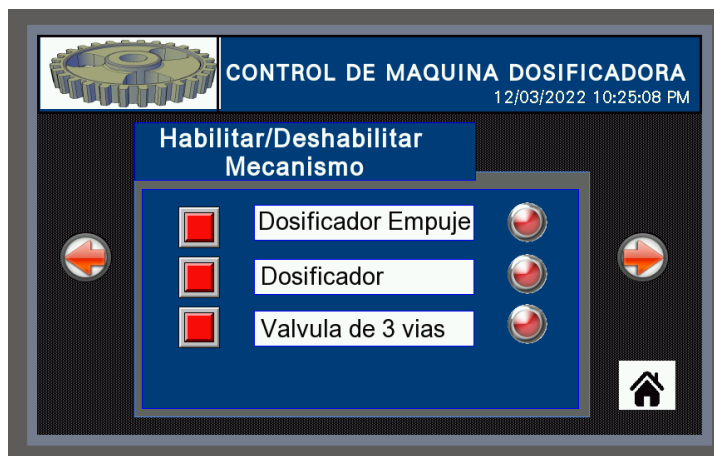 CONTROL DE MAQUINA DOSIFICADORA
12/03/2022 10:25:08 PM
Habilitar/Deshabilitar
Mecanismo
Dosificador Empuje
Dosificador
Valvula de 3 vias